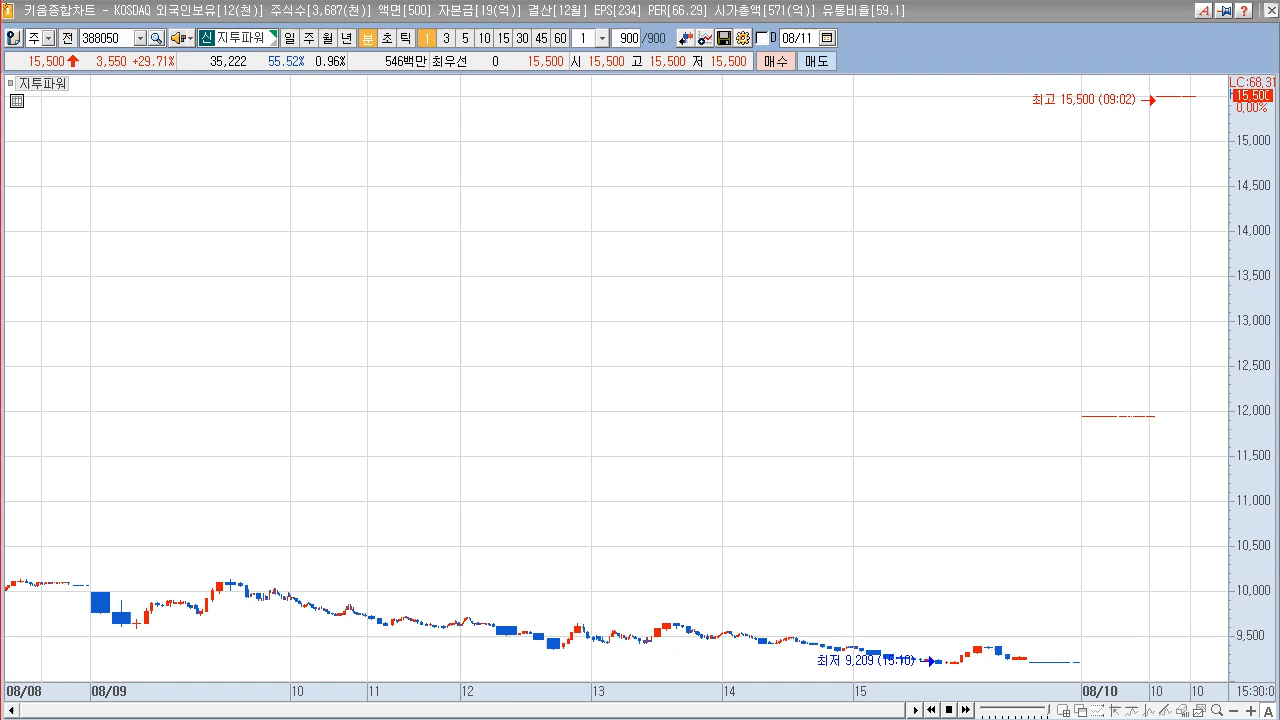 키움종합차트 - KOSDAQ 외국인보유[12(천)] 주식수[3,687(천)] 액면[500] 자본금[19(억)] 결산[12월] EPS[234] PER[66.29] 시가총액[571(억)] 유통비율[59.1]
주 전 388050 신 지투파워 일 주 월 년 분 초 틱 1 3 5 10 15 30 45 60 1 900 /900 D 08/11
15,500 3,550 +29.71% 35,222 55.52% 0.96% 546백만 최우선 0 15,500 시 15,500 고 15,500 저 15,500 매수 매도
지투파워
LC:68,31
최고 15,500 (09:02)
15,500
0,00%
15,000
14,500
14,000
13,500
13,000
12,500
12,000
11,500
11,000
10,500
10,000
9,500
최저 9,209 (15:10)
08/08 08/09 10 11 12 13 14 15 08/10 10 10 15:30:0
A